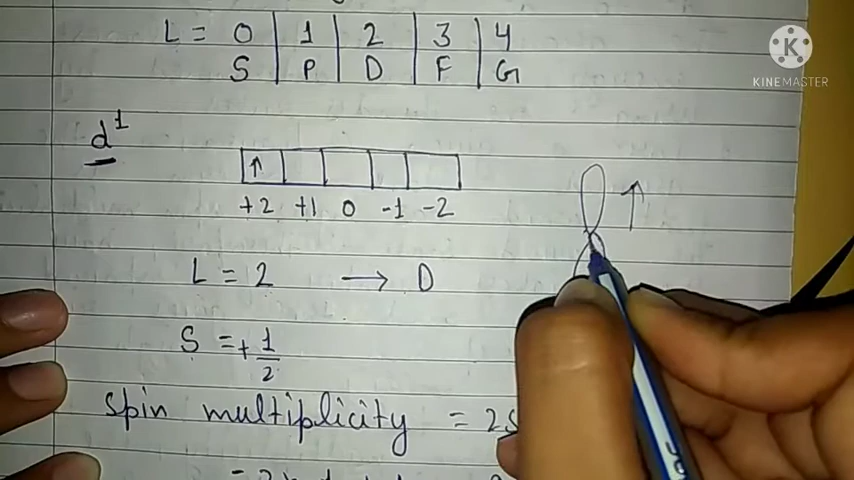 L = 0 | 1 | 2 | 3 | 4
S | P | D | F | G
KINEMASTER
d¹
↑
+2 +1 0 -1 -2
L = 2 → D
S = + 1/2
Spin multiplicity = 2S